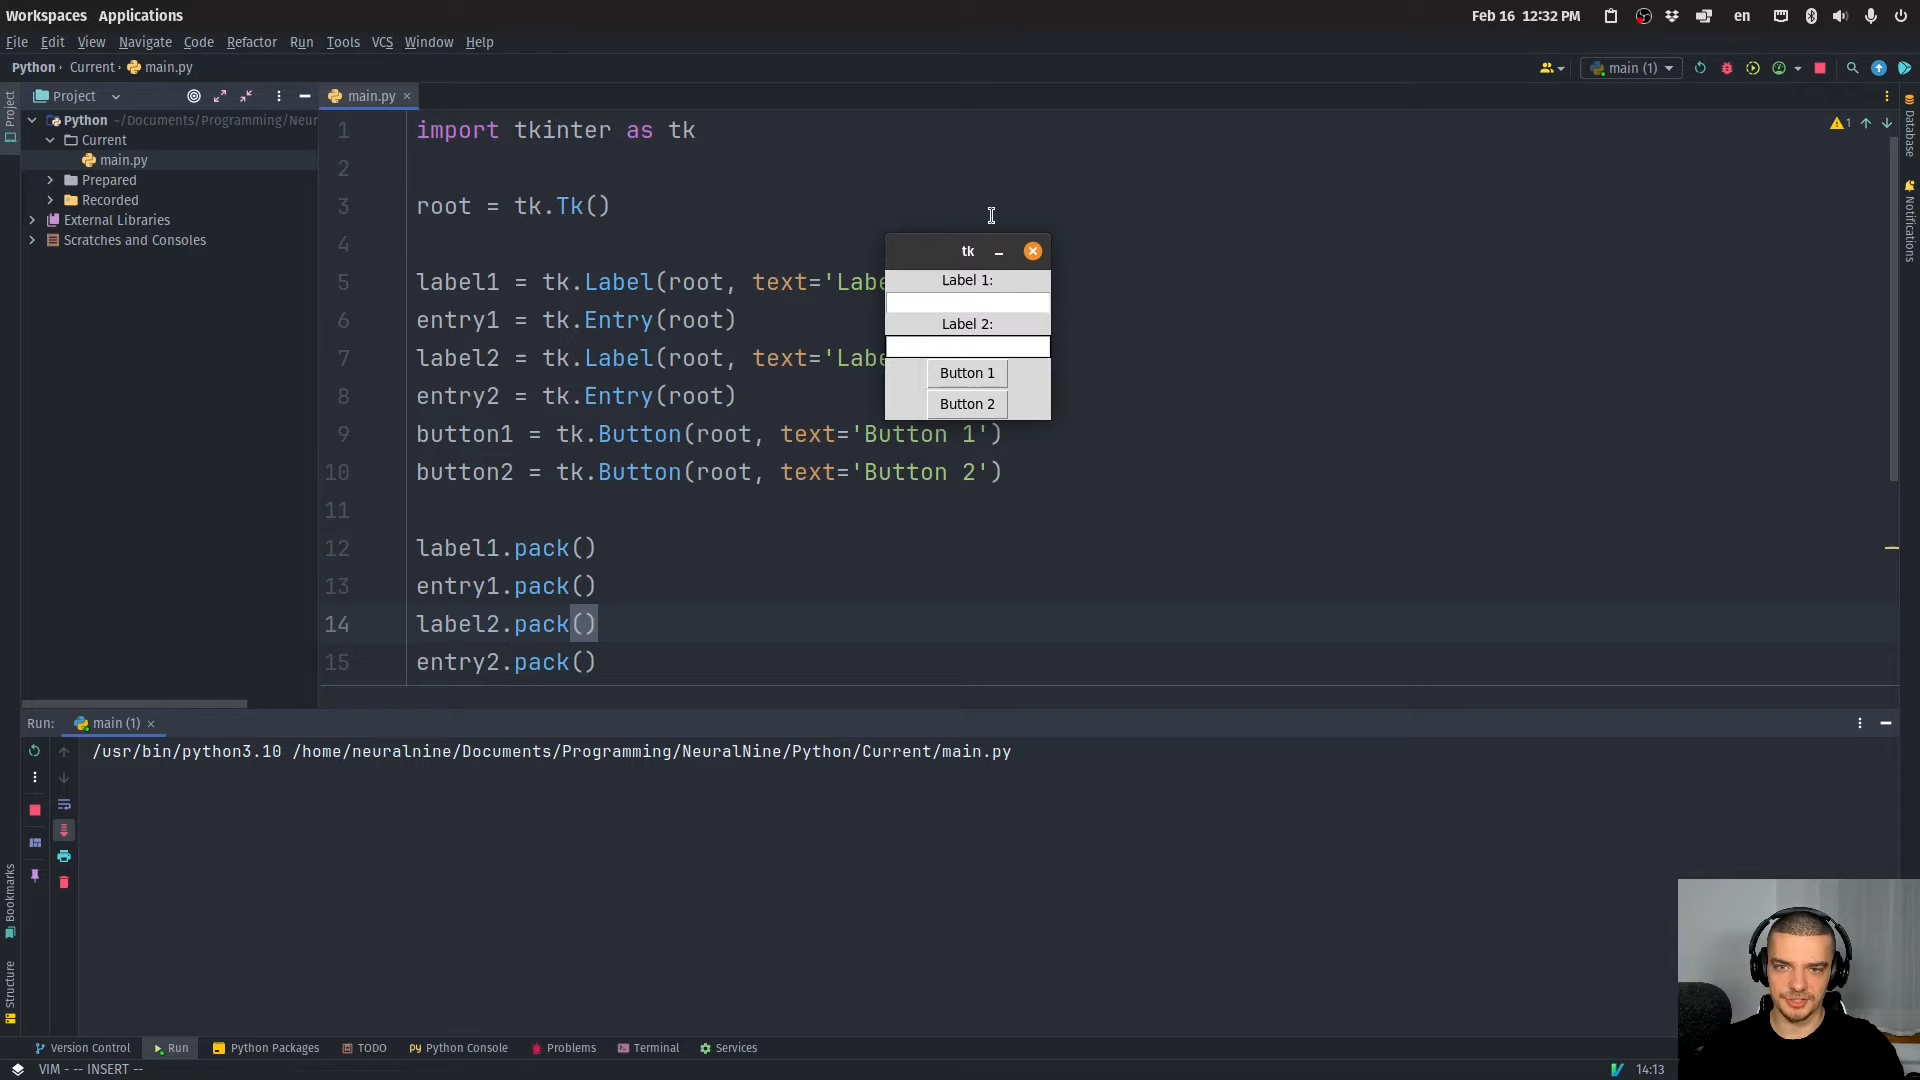 Workspaces Applications
Feb 16 12:32 PM
en
File Edit View Navigate Code Refactor Run Tools VCS Window Help
Python › Current › main.py
main (1)
Project
main.py
Project
Python ~/Documents/Programming/Neur
Current
main.py
Prepared
Recorded
External Libraries
Scratches and Consoles
1 import tkinter as tk
2
3 root = tk.Tk()
4
5 label1 = tk.Label(root, text='Labe
6 entry1 = tk.Entry(root)
7 label2 = tk.Label(root, text='Labe
8 entry2 = tk.Entry(root)
9 button1 = tk.Button(root, text='Button 1')
10 button2 = tk.Button(root, text='Button 2')
11
12 label1.pack()
13 entry1.pack()
14 label2.pack()
15 entry2.pack()
1
tk
Label 1:
Label 2:
Button 1
Button 2
Database
Notifications
Run: main (1)
/usr/bin/python3.10 /home/neuralnine/Documents/Programming/NeuralNine/Python/Current/main.py
Bookmarks
Structure
Version Control Run Python Packages TODO Python Console Problems Terminal Services
VIM - -- INSERT --
14:13